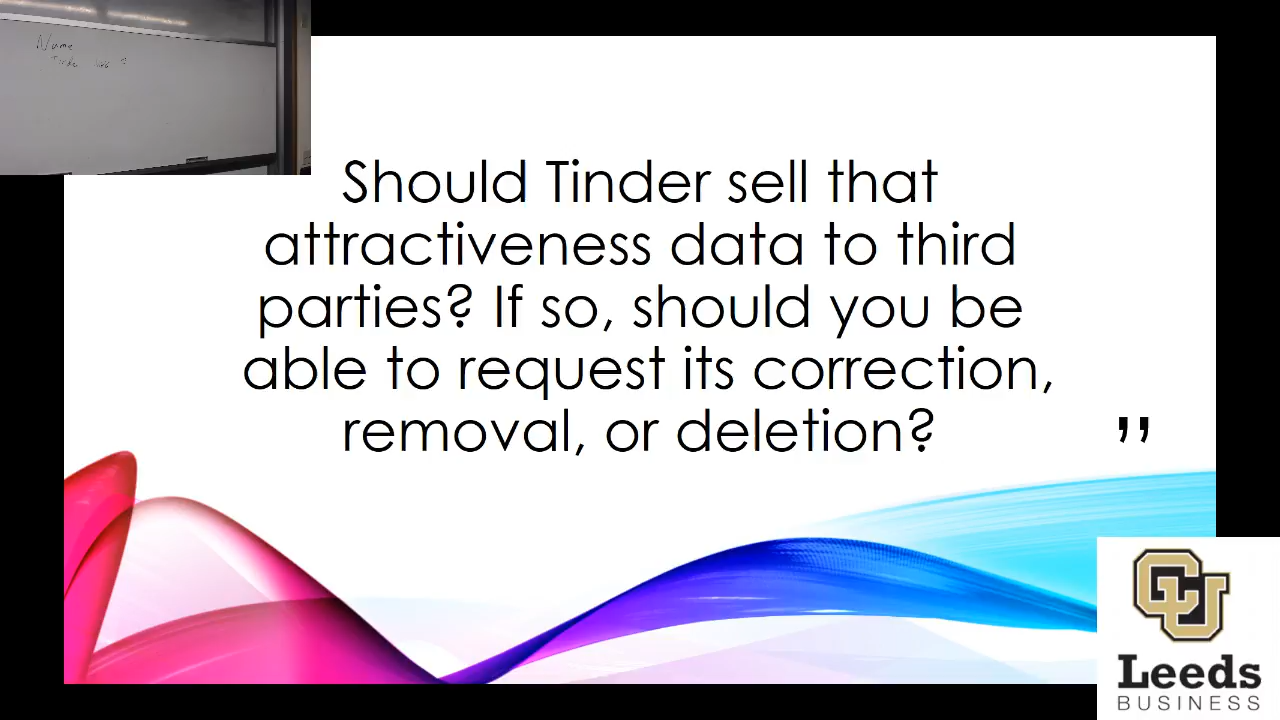 Name
Should Tinder sell that
attractiveness data to third
parties? If so, should you be
able to request its correction,
removal, or deletion?
”
CU
Leeds
BUSINESS